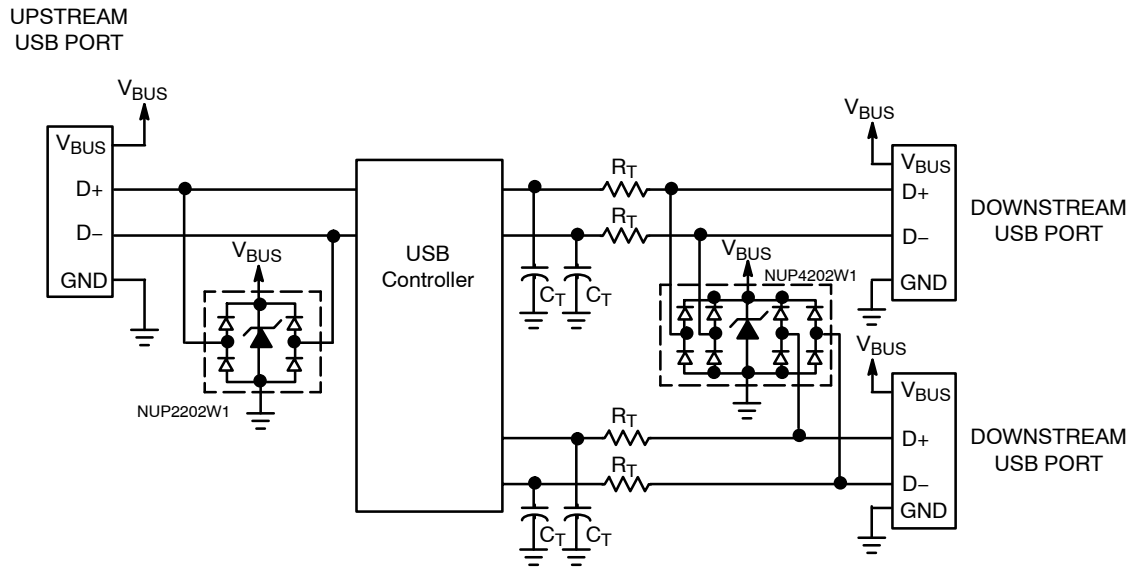 UPSTREAM
USB PORT
VBUS
VBUS
D+
D−
GND
VBUS
NUP2202W1
USB
Controller
RT
RT
CT
CT
VBUS
NUP4202W1
VBUS
VBUS
D+
D−
GND
DOWNSTREAM
USB PORT
RT
RT
CT
CT
VBUS
VBUS
D+
D−
GND
DOWNSTREAM
USB PORT